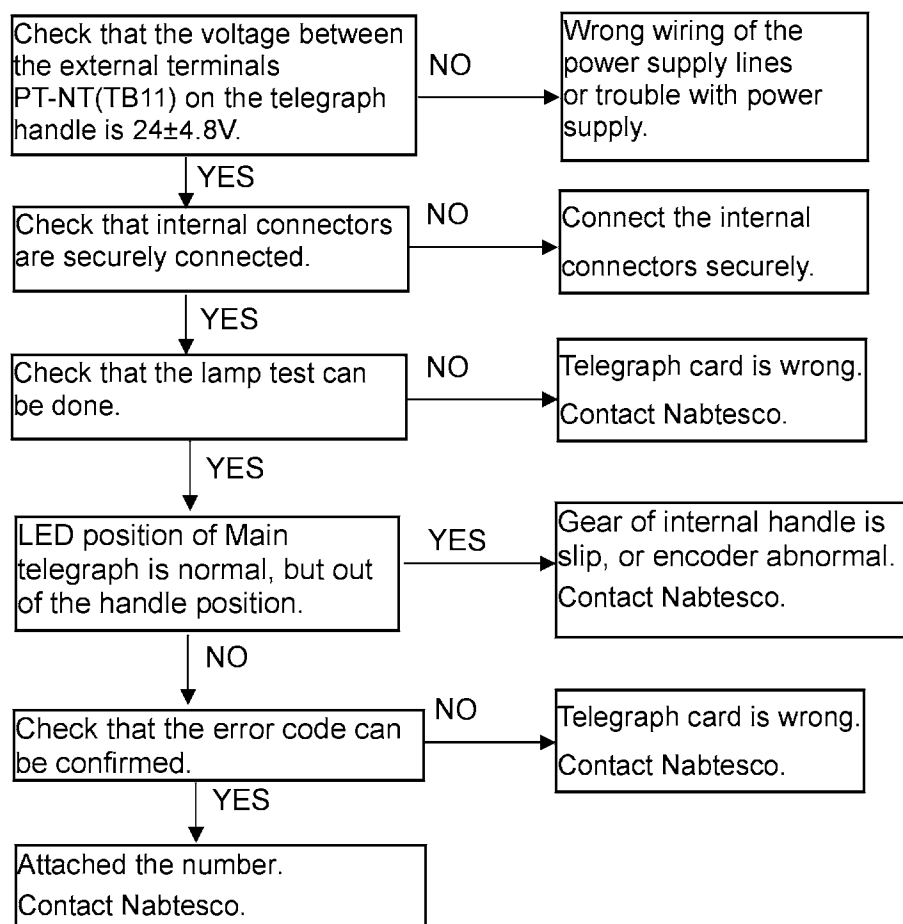 Check that the voltage between
the external terminals
PT-NT(TB11) on the telegraph
handle is 24±4.8V.
NO
Wrong wiring of the
power supply lines
or trouble with power
supply.
YES
Check that internal connectors
are securely connected.
NO
Connect the internal
connectors securely.
YES
Check that the lamp test can
be done.
NO
Telegraph card is wrong.
Contact Nabtesco.
YES
LED position of Main
telegraph is normal, but out
of the handle position.
YES
Gear of internal handle is
slip, or encoder abnormal.
Contact Nabtesco.
NO
Check that the error code can
be confirmed.
NO
Telegraph card is wrong.
Contact Nabtesco.
YES
Attached the number.
Contact Nabtesco.